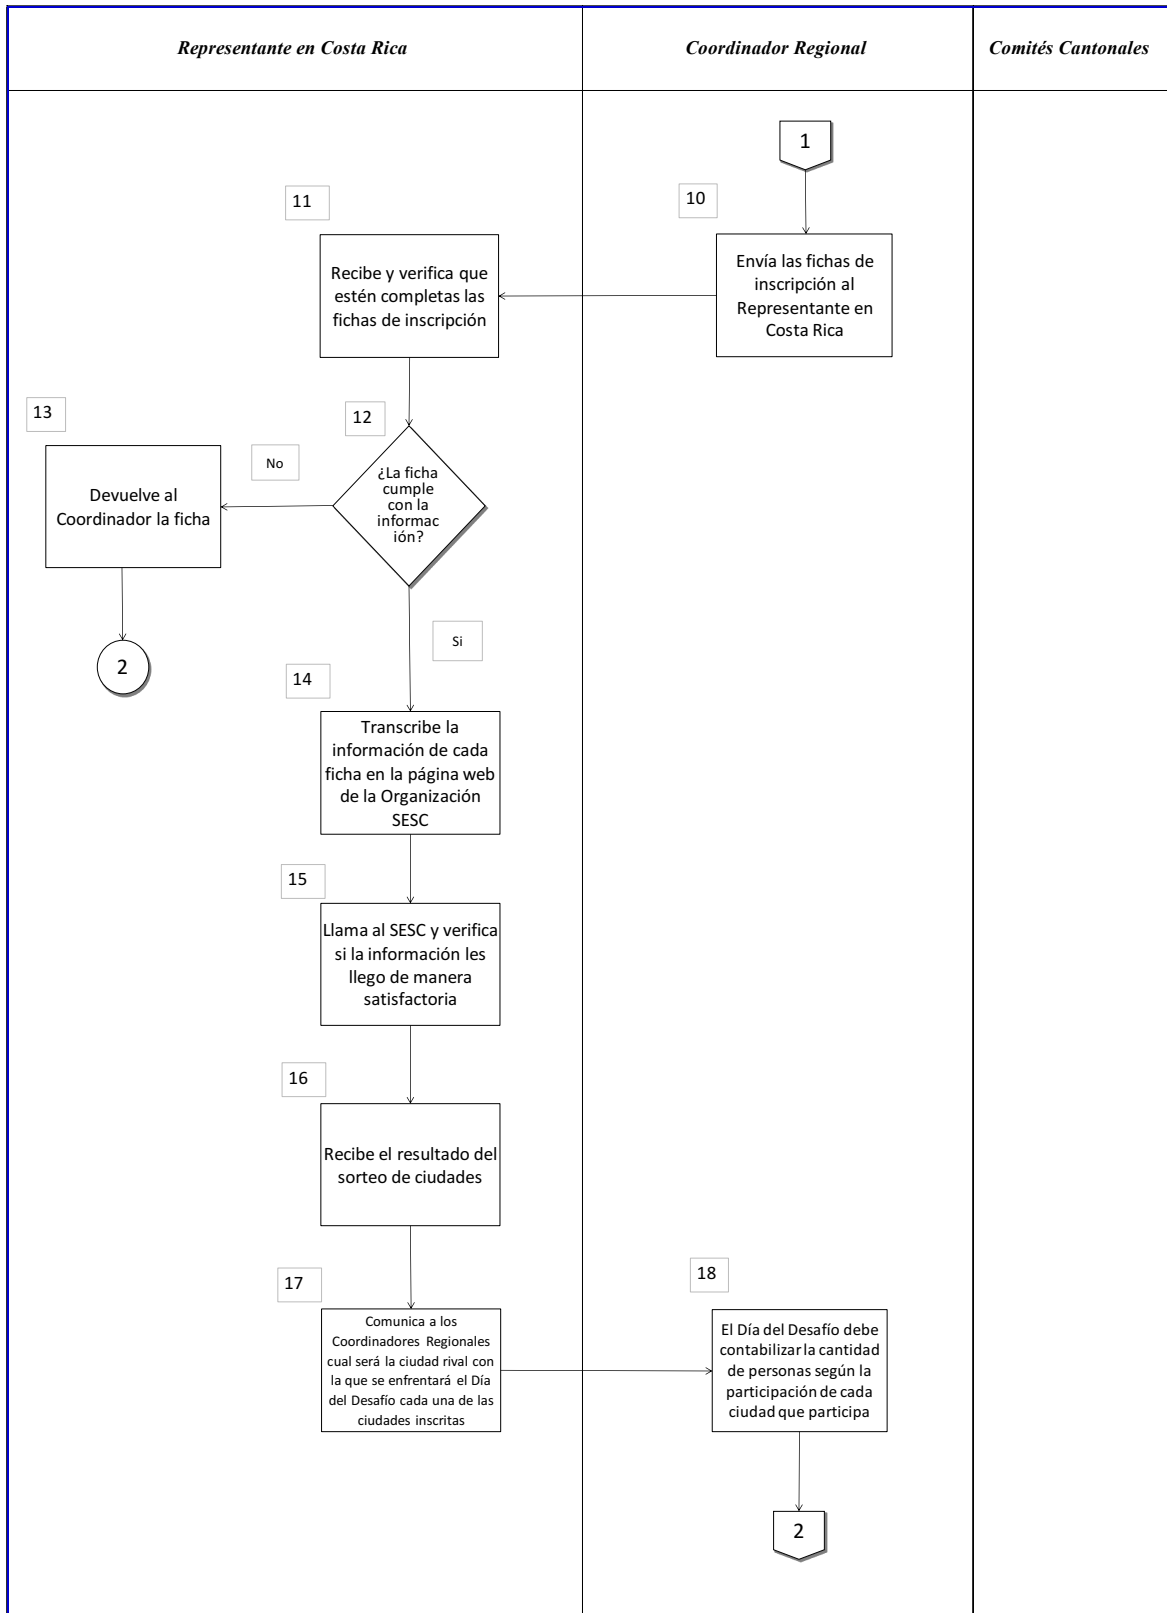 Representante en Costa Rica
Coordinador Regional
Comités Cantonales
1
10
Envía las fichas de
inscripción al
Representante en
Costa Rica
11
Recibe y verifica que
estén completas las
fichas de inscripción
12
¿La ficha
cumple
con la
informac
ión?
No
13
Devuelve al
Coordinador la ficha
2
Si
14
Transcribe la
información de cada
ficha en la página web
de la Organización
SESC
15
Llama al SESC y verifica
si la información les
llego de manera
satisfactoria
16
Recibe el resultado del
sorteo de ciudades
17
Comunica a los
Coordinadores Regionales
cual será la ciudad rival con
la que se enfrentará el Día
del Desafío cada una de las
ciudades inscritas
18
El Día del Desafío debe
contabilizar la cantidad
de personas según la
participación de cada
ciudad que participa
2